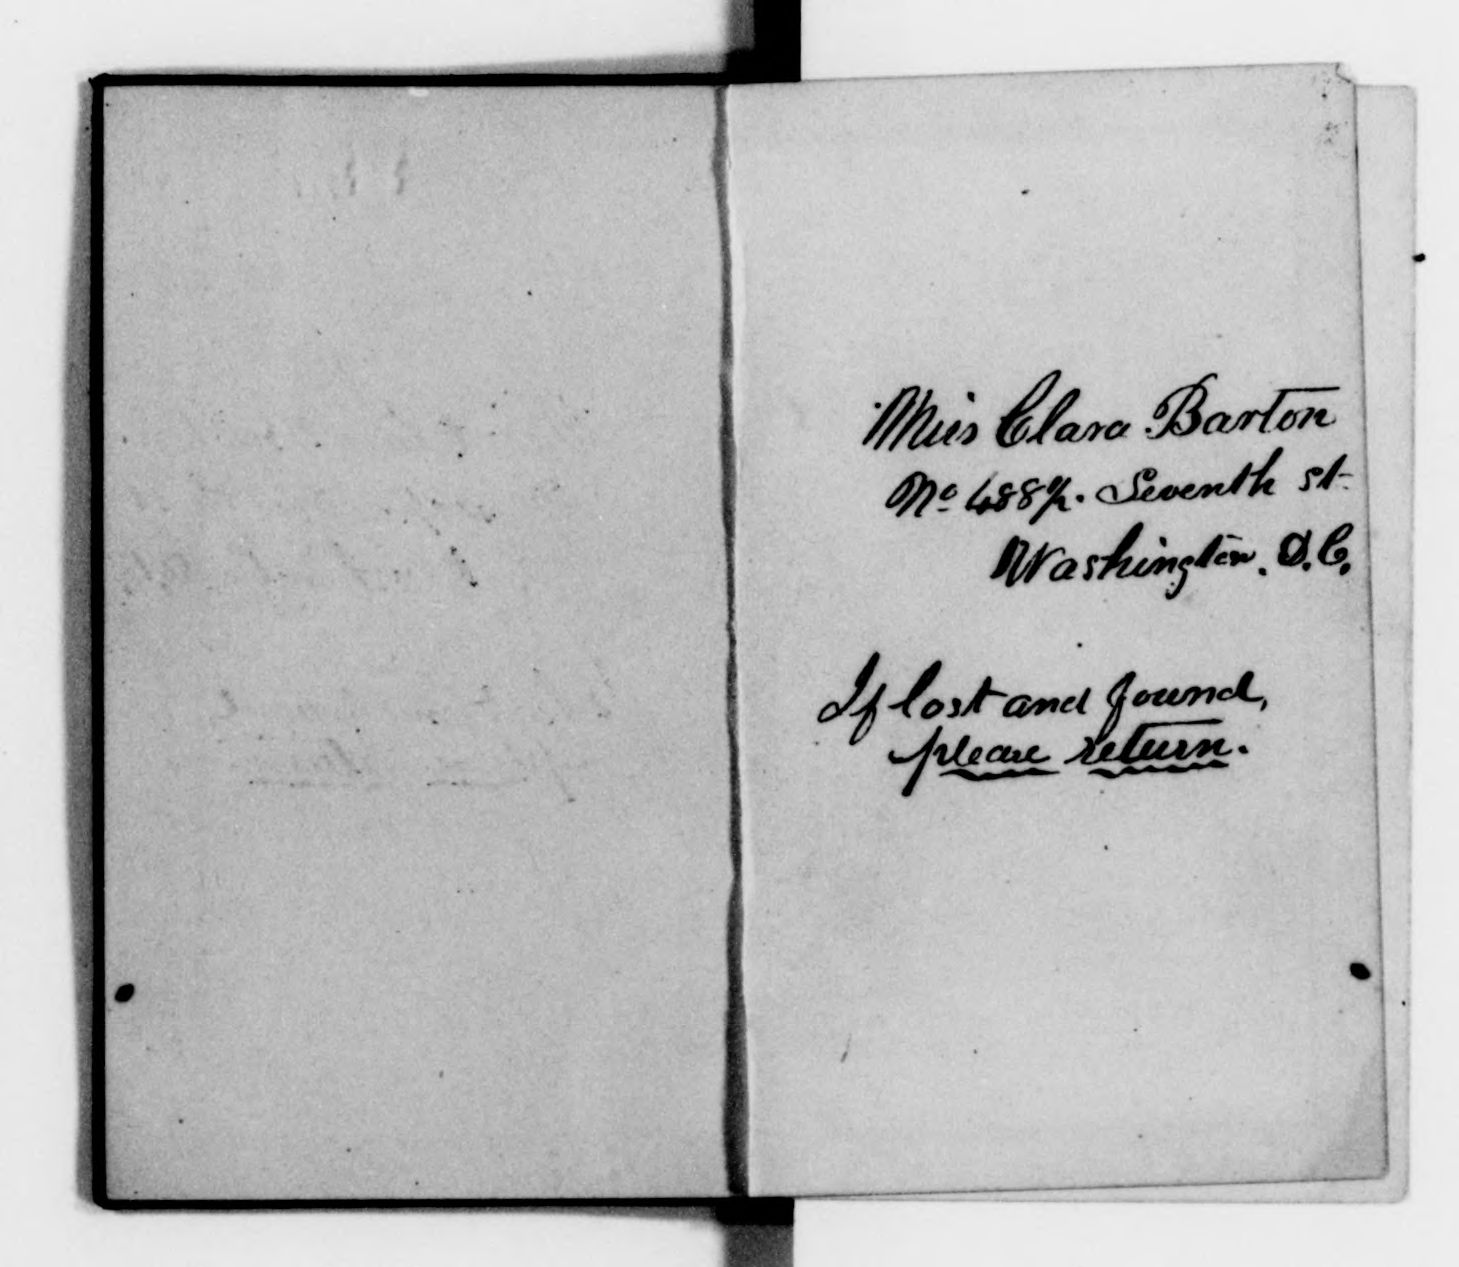 Miss Clara Barton
No 488½. Seventh st.
Washington. D.C.
If lost and found,
please return.